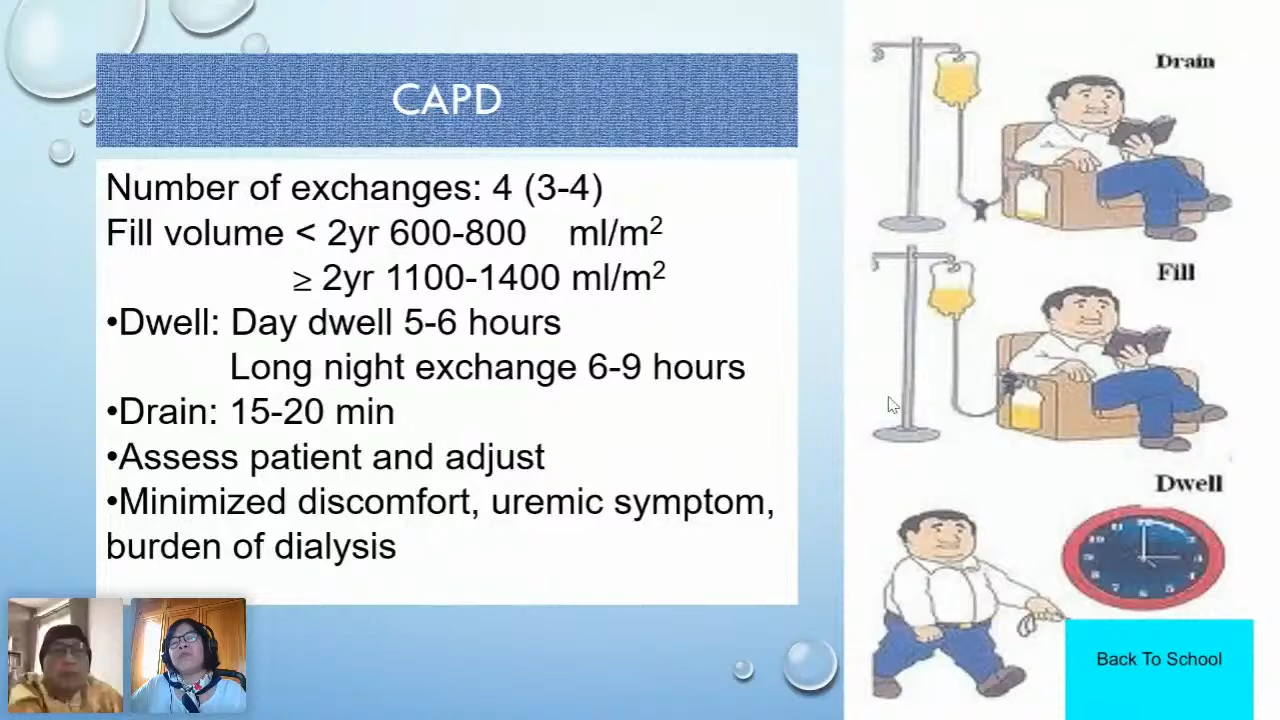 CAPD
Number of exchanges: 4 (3-4)
Fill volume < 2yr 600-800 ml/m²
≥ 2yr 1100-1400 ml/m²
•Dwell: Day dwell 5-6 hours
Long night exchange 6-9 hours
•Drain: 15-20 min
•Assess patient and adjust
•Minimized discomfort, uremic symptom,
burden of dialysis
Drain
Fill
Dwell
Back To School